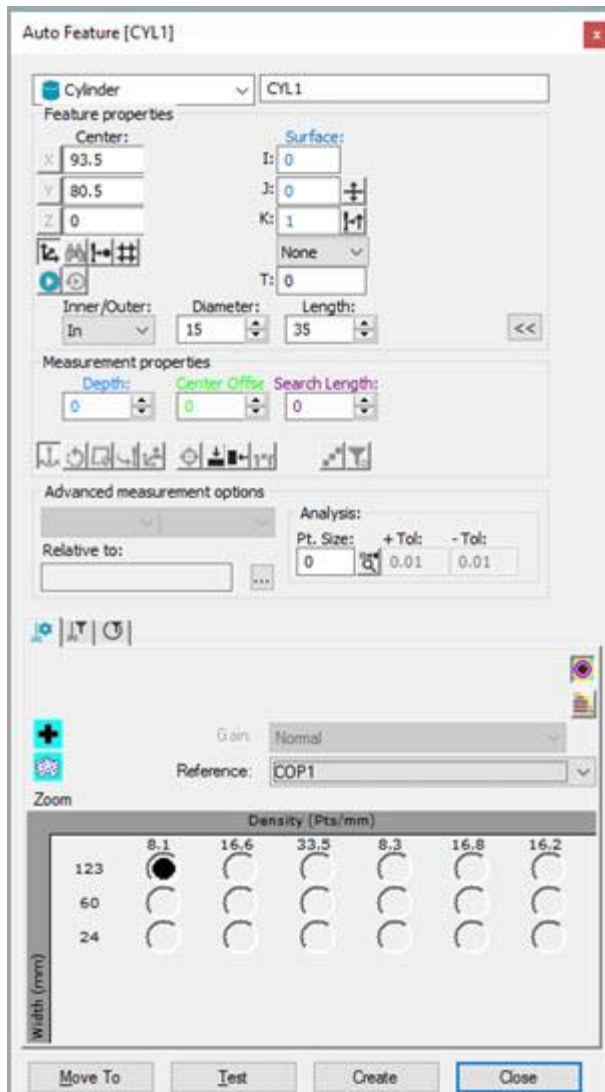 Auto Feature [CYL1]
x
Cylinder CYL1
Feature properties
Center: Surface:
X 93.5 I: 0
Y 80.5 J: 0
Z 0 K: 1
None
T: 0
Inner/Outer: Diameter: Length:
In 15 35 <<
Measurement properties
Depth: Center Offse Search Length:
0 0 0
Advanced measurement options
Analysis:
Pt. Size: + Tol: - Tol:
0 0.01 0.01
Relative to:
...
Gain: Normal
Reference: COP1
Zoom
Density (Pts/mm)
8.1 16.6 33.5 8.3 16.8 16.2
123
60
24
Width (mm)
Move To Test Create Close